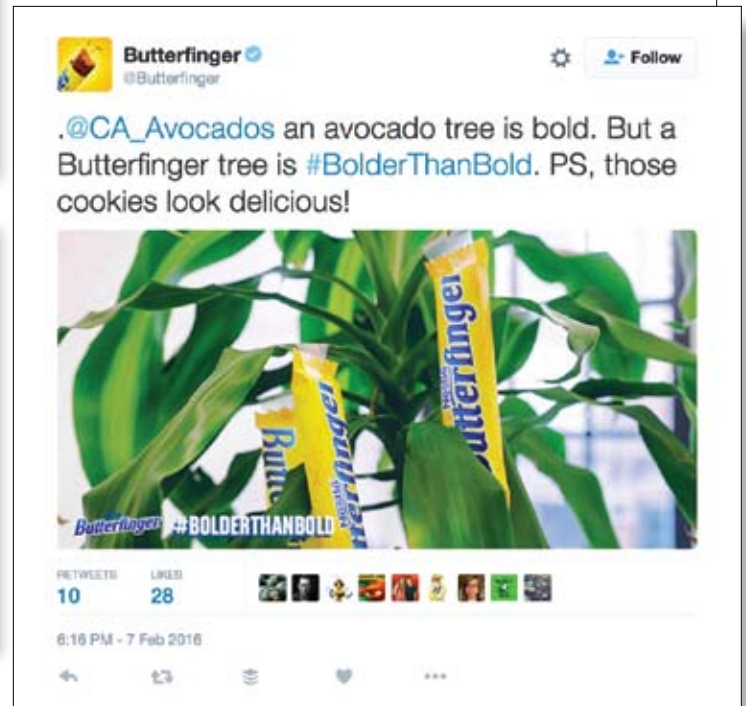 Butterfinger
@Butterfinger
Follow
.@CA_Avocados an avocado tree is bold. But a
Butterfinger tree is #BolderThanBold. PS, those
cookies look delicious!
Butterfinger
Butterfinger
Butterfinger #BOLDERTHANBOLD
RETWEETS LIKES
10 28
6:16 PM - 7 Feb 2016